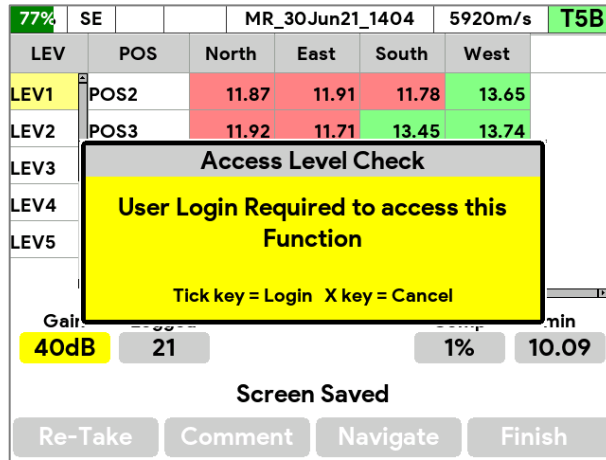 77% SE MR_30Jun21_1404 5920m/s T5B
LEV POS North East South West
LEV1 POS2 11.87 11.91 11.78 13.65
LEV2 POS3 11.92 11.71 13.45 13.74
LEV3
LEV4
LEV5
Access Level Check
User Login Required to access this
Function
Tick key = Login X key = Cancel
40dB 21 1% 10.09
Screen Saved
Re-Take Comment Navigate Finish